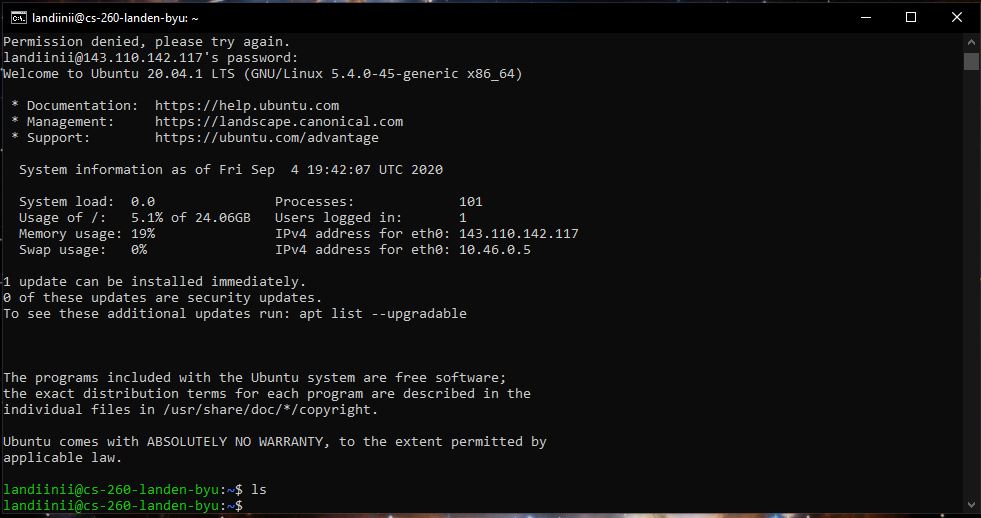 landiinii@cs-260-landen-byu: ~
Permission denied, please try again.
landiinii@143.110.142.117's password:
Welcome to Ubuntu 20.04.1 LTS (GNU/Linux 5.4.0-45-generic x86_64)
* Documentation:  https://help.ubuntu.com
* Management:     https://landscape.canonical.com
* Support:        https://ubuntu.com/advantage
System information as of Fri Sep  4 19:42:07 UTC 2020
System load:  0.0               Processes:             101
Usage of /:   5.1% of 24.06GB   Users logged in:       1
Memory usage: 19%               IPv4 address for eth0: 143.110.142.117
Swap usage:   0%                IPv4 address for eth0: 10.46.0.5
1 update can be installed immediately.
0 of these updates are security updates.
To see these additional updates run: apt list --upgradable
The programs included with the Ubuntu system are free software;
the exact distribution terms for each program are described in the
individual files in /usr/share/doc/*/copyright.
Ubuntu comes with ABSOLUTELY NO WARRANTY, to the extent permitted by
applicable law.
landiinii@cs-260-landen-byu:~$ ls
landiinii@cs-260-landen-byu:~$